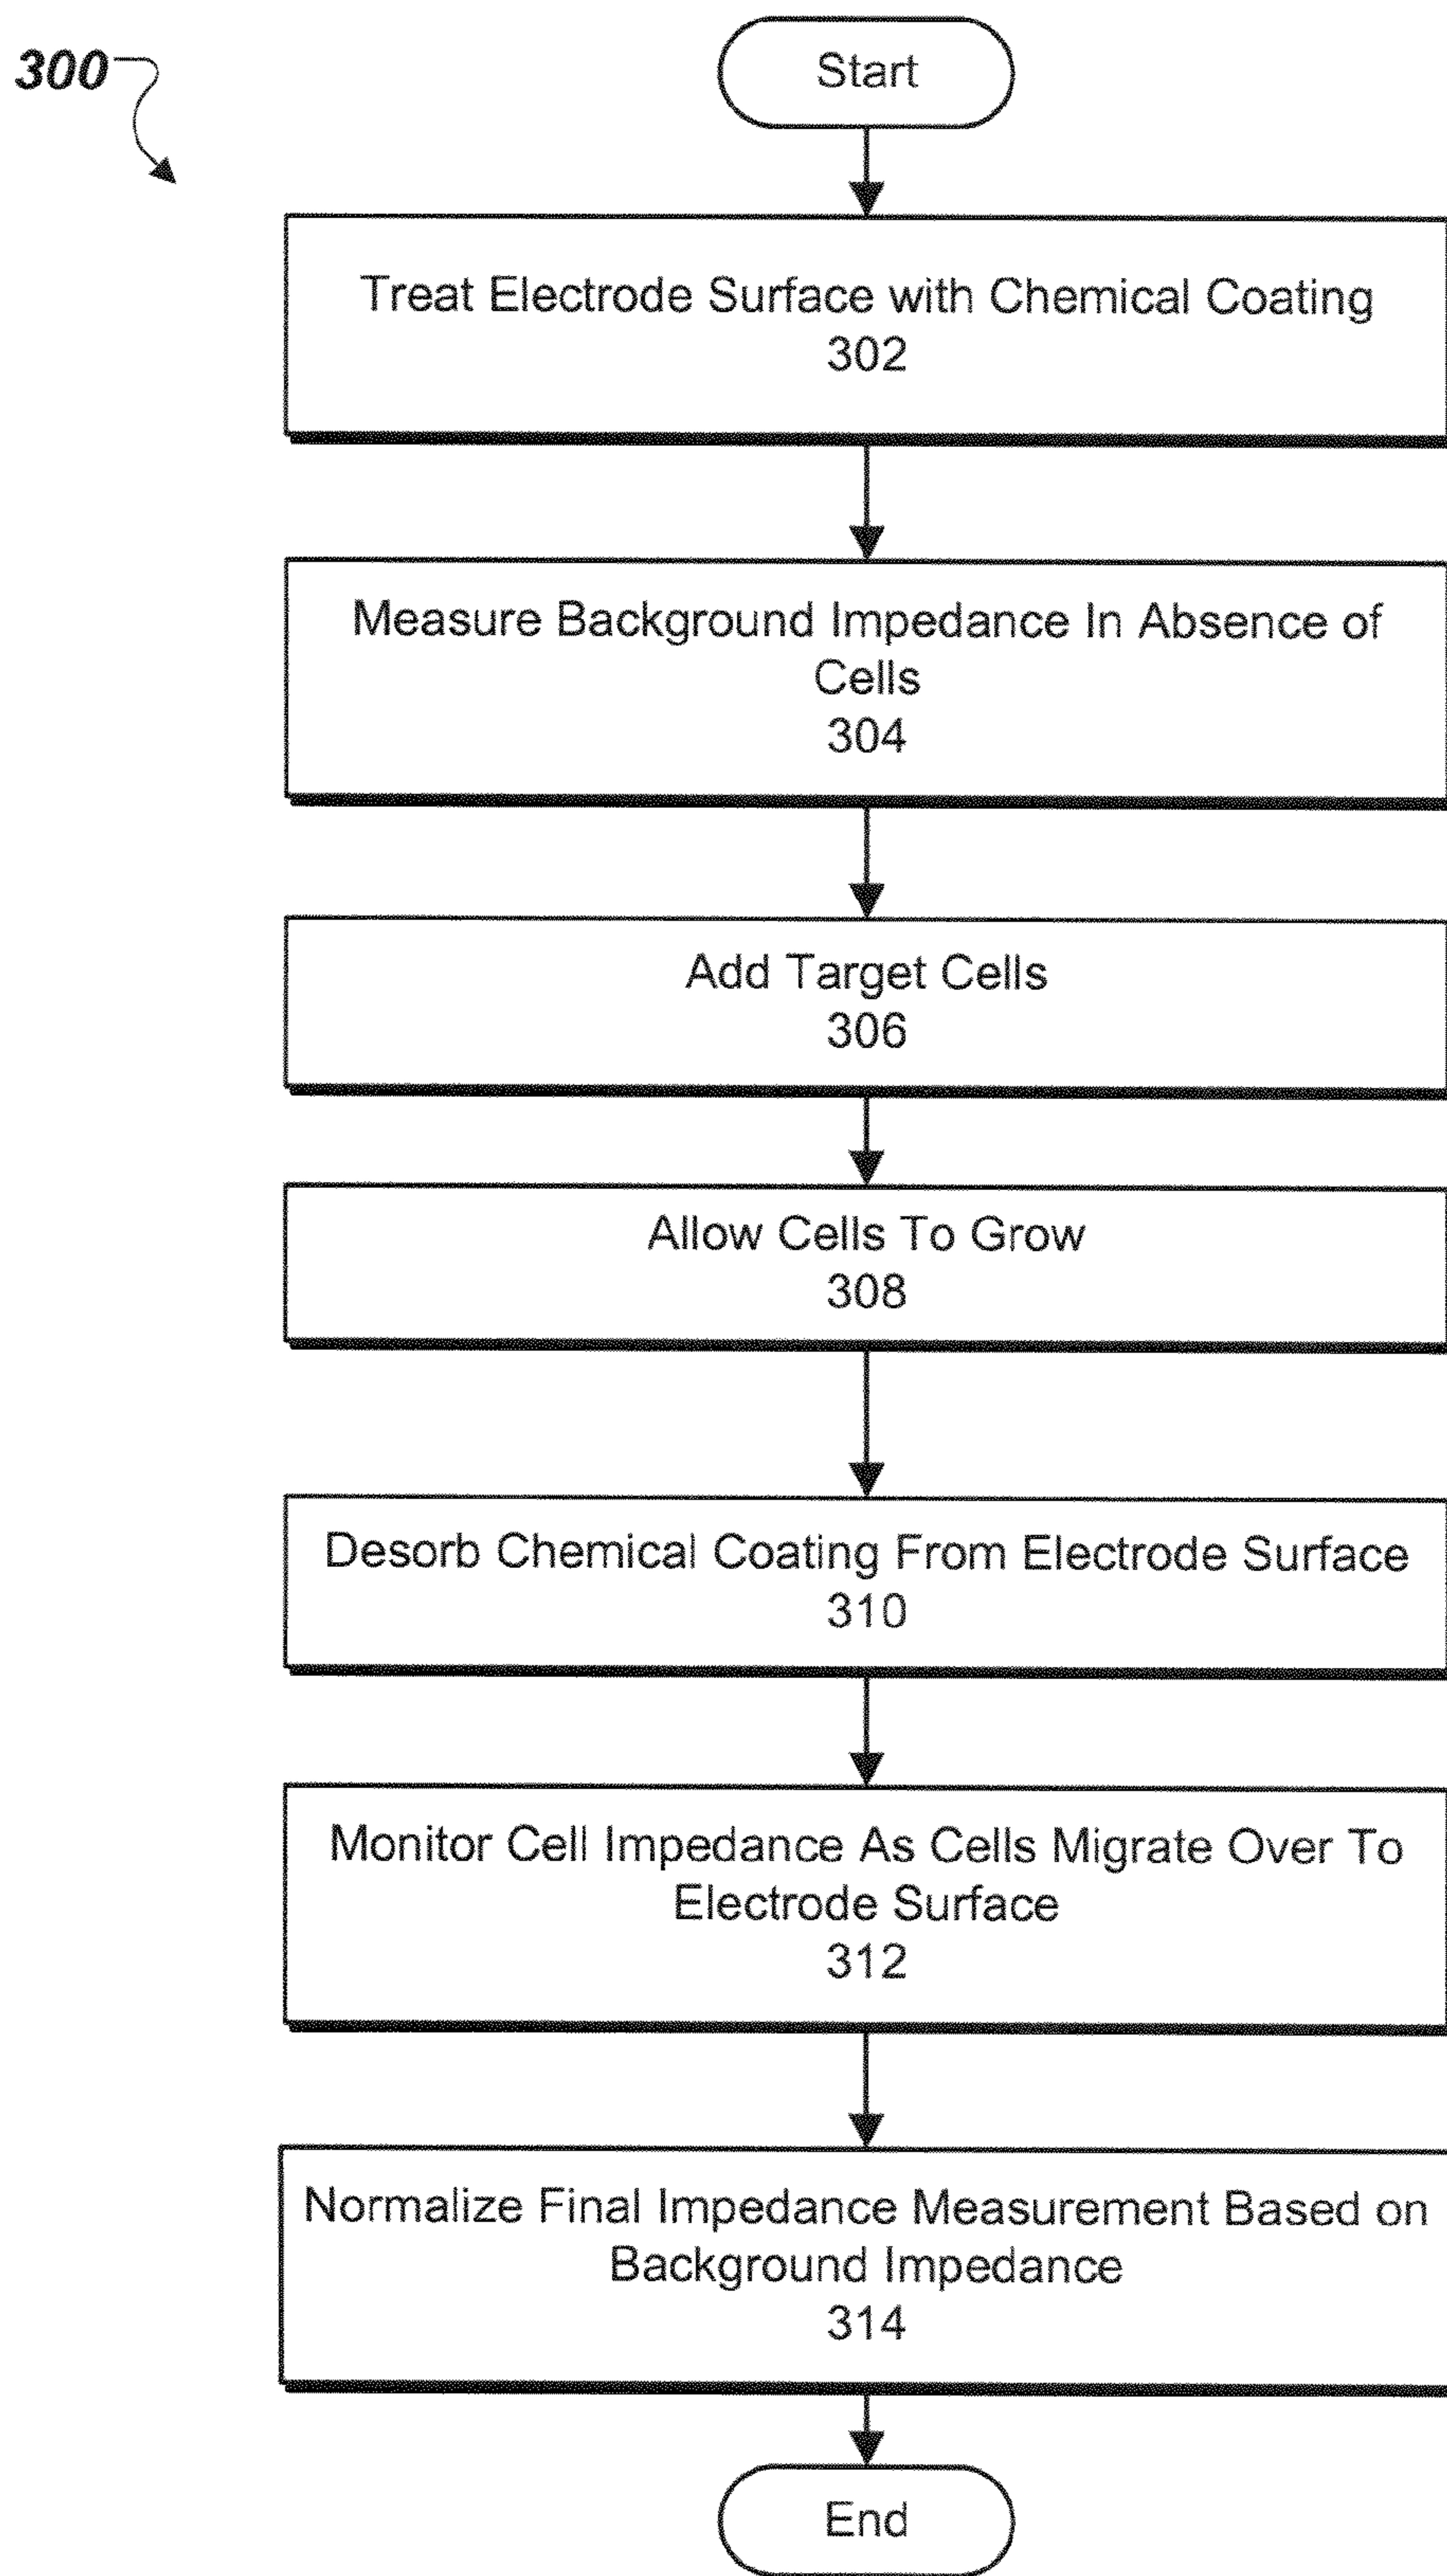 300
Start
Treat Electrode Surface with Chemical Coating
302
Measure Background Impedance In Absence of
Cells
304
Add Target Cells
306
Allow Cells To Grow
308
Desorb Chemical Coating From Electrode Surface
310
Monitor Cell Impedance As Cells Migrate Over To
Electrode Surface
312
Normalize Final Impedance Measurement Based on
Background Impedance
314
End